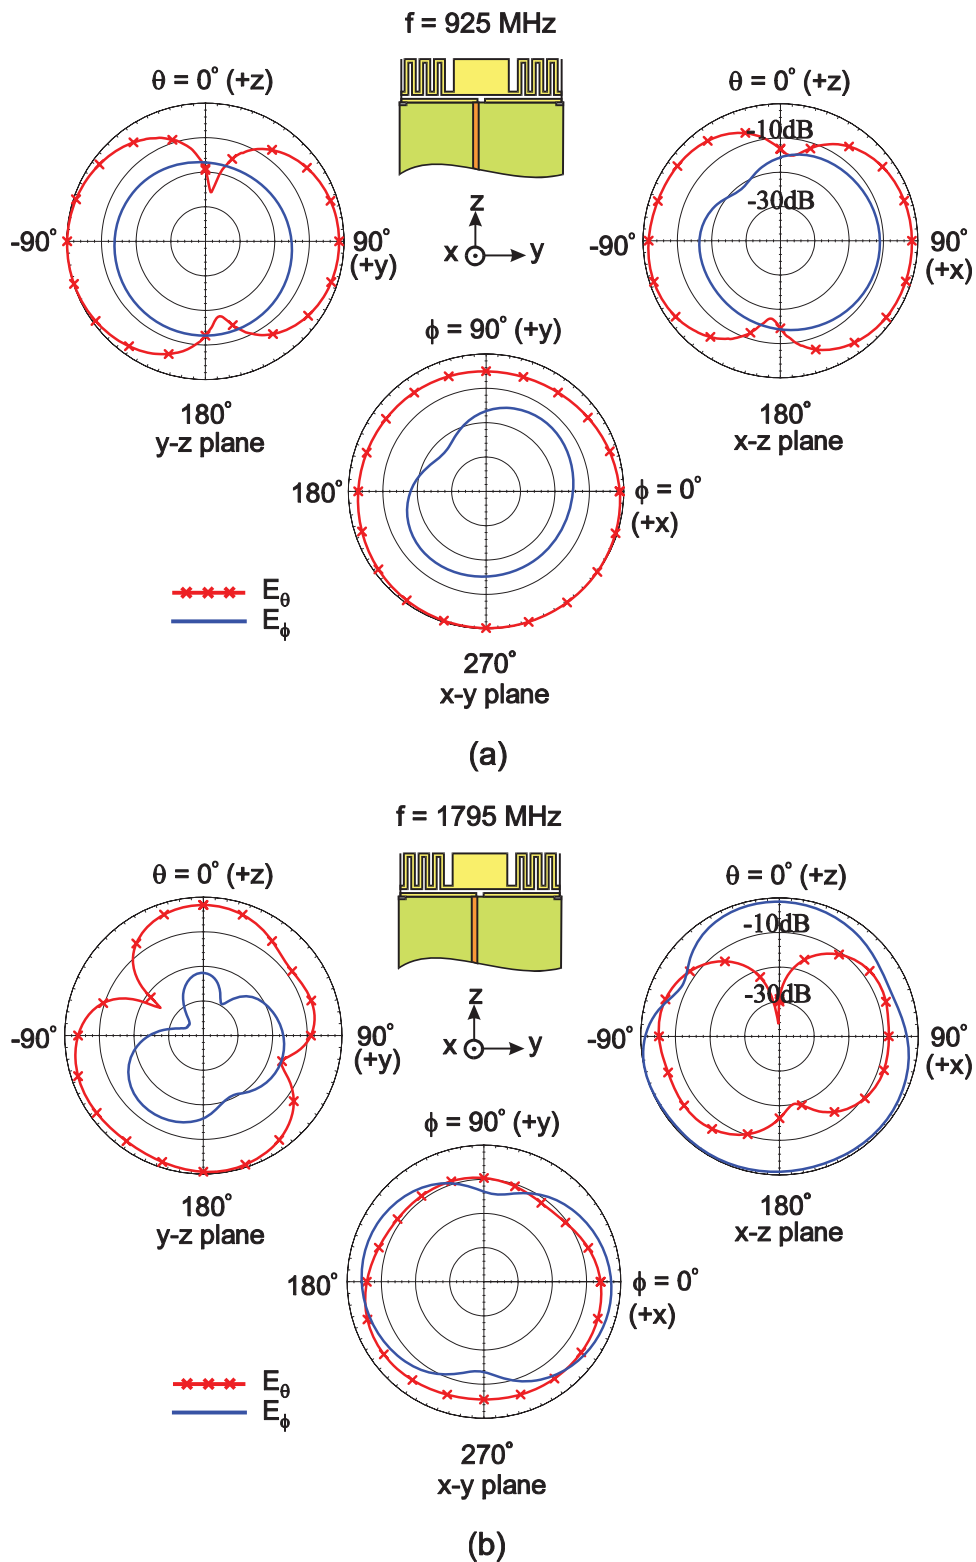 f = 925 MHz
θ = 0° (+z)
θ = 0° (+z)
-10dB
-30dB
z
x
y
-90°
90°
(+y)
-90°
90°
(+x)
ϕ = 90° (+y)
180°
y-z plane
180°
x-z plane
180°
ϕ = 0°
(+x)
Eθ
Eϕ
270°
x-y plane
(a)
f = 1795 MHz
θ = 0° (+z)
θ = 0° (+z)
-10dB
-30dB
z
x
y
-90°
90°
(+y)
-90°
90°
(+x)
ϕ = 90° (+y)
180°
y-z plane
180°
x-z plane
180°
ϕ = 0°
(+x)
Eθ
Eϕ
270°
x-y plane
(b)